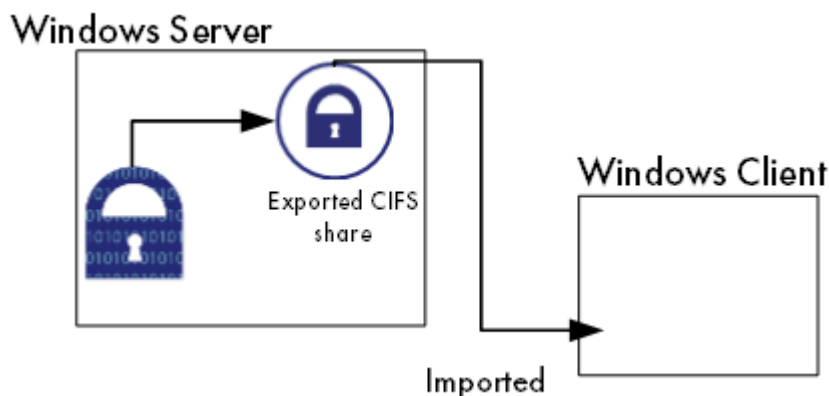 Windows Server
Exported CIFS
share
Windows Client
Imported